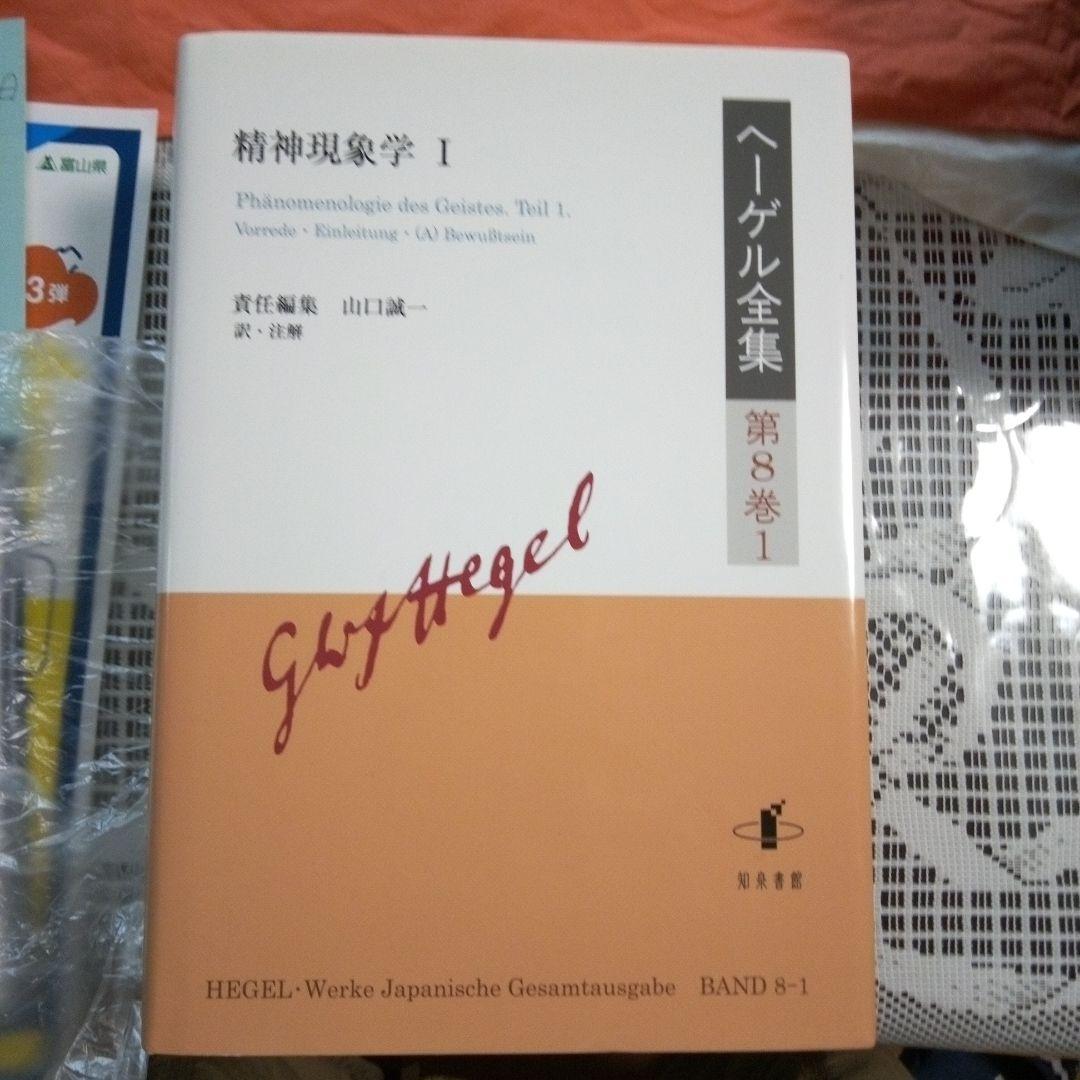 精神現象学 I
Phänomenologie des Geistes, Teil 1,
Vorrede・Einleitung・(A) Bewußtsein
責任編集 山口誠一
訳・注解
ヘーゲル全集
第8巻1
GWFHegel
知泉書館
HEGEL・Werke Japanische Gesamtausgabe BAND 8-1
富山県
3弾